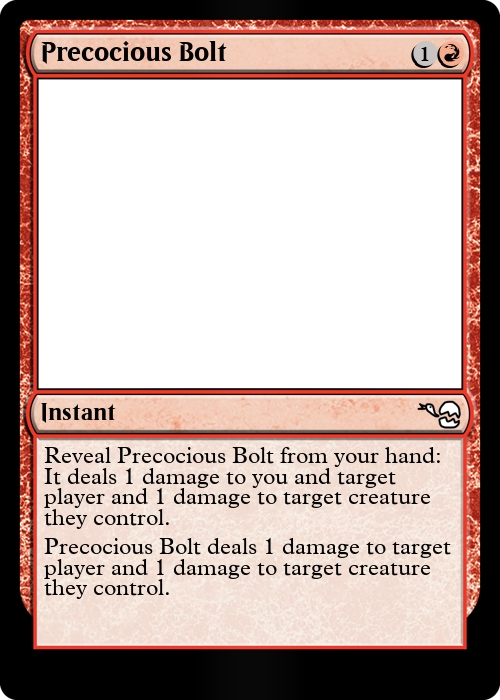 Precocious Bolt
1
Instant
Reveal Precocious Bolt from your hand:
It deals 1 damage to you and target
player and 1 damage to target creature
they control.
Precocious Bolt deals 1 damage to target
player and 1 damage to target creature
they control.